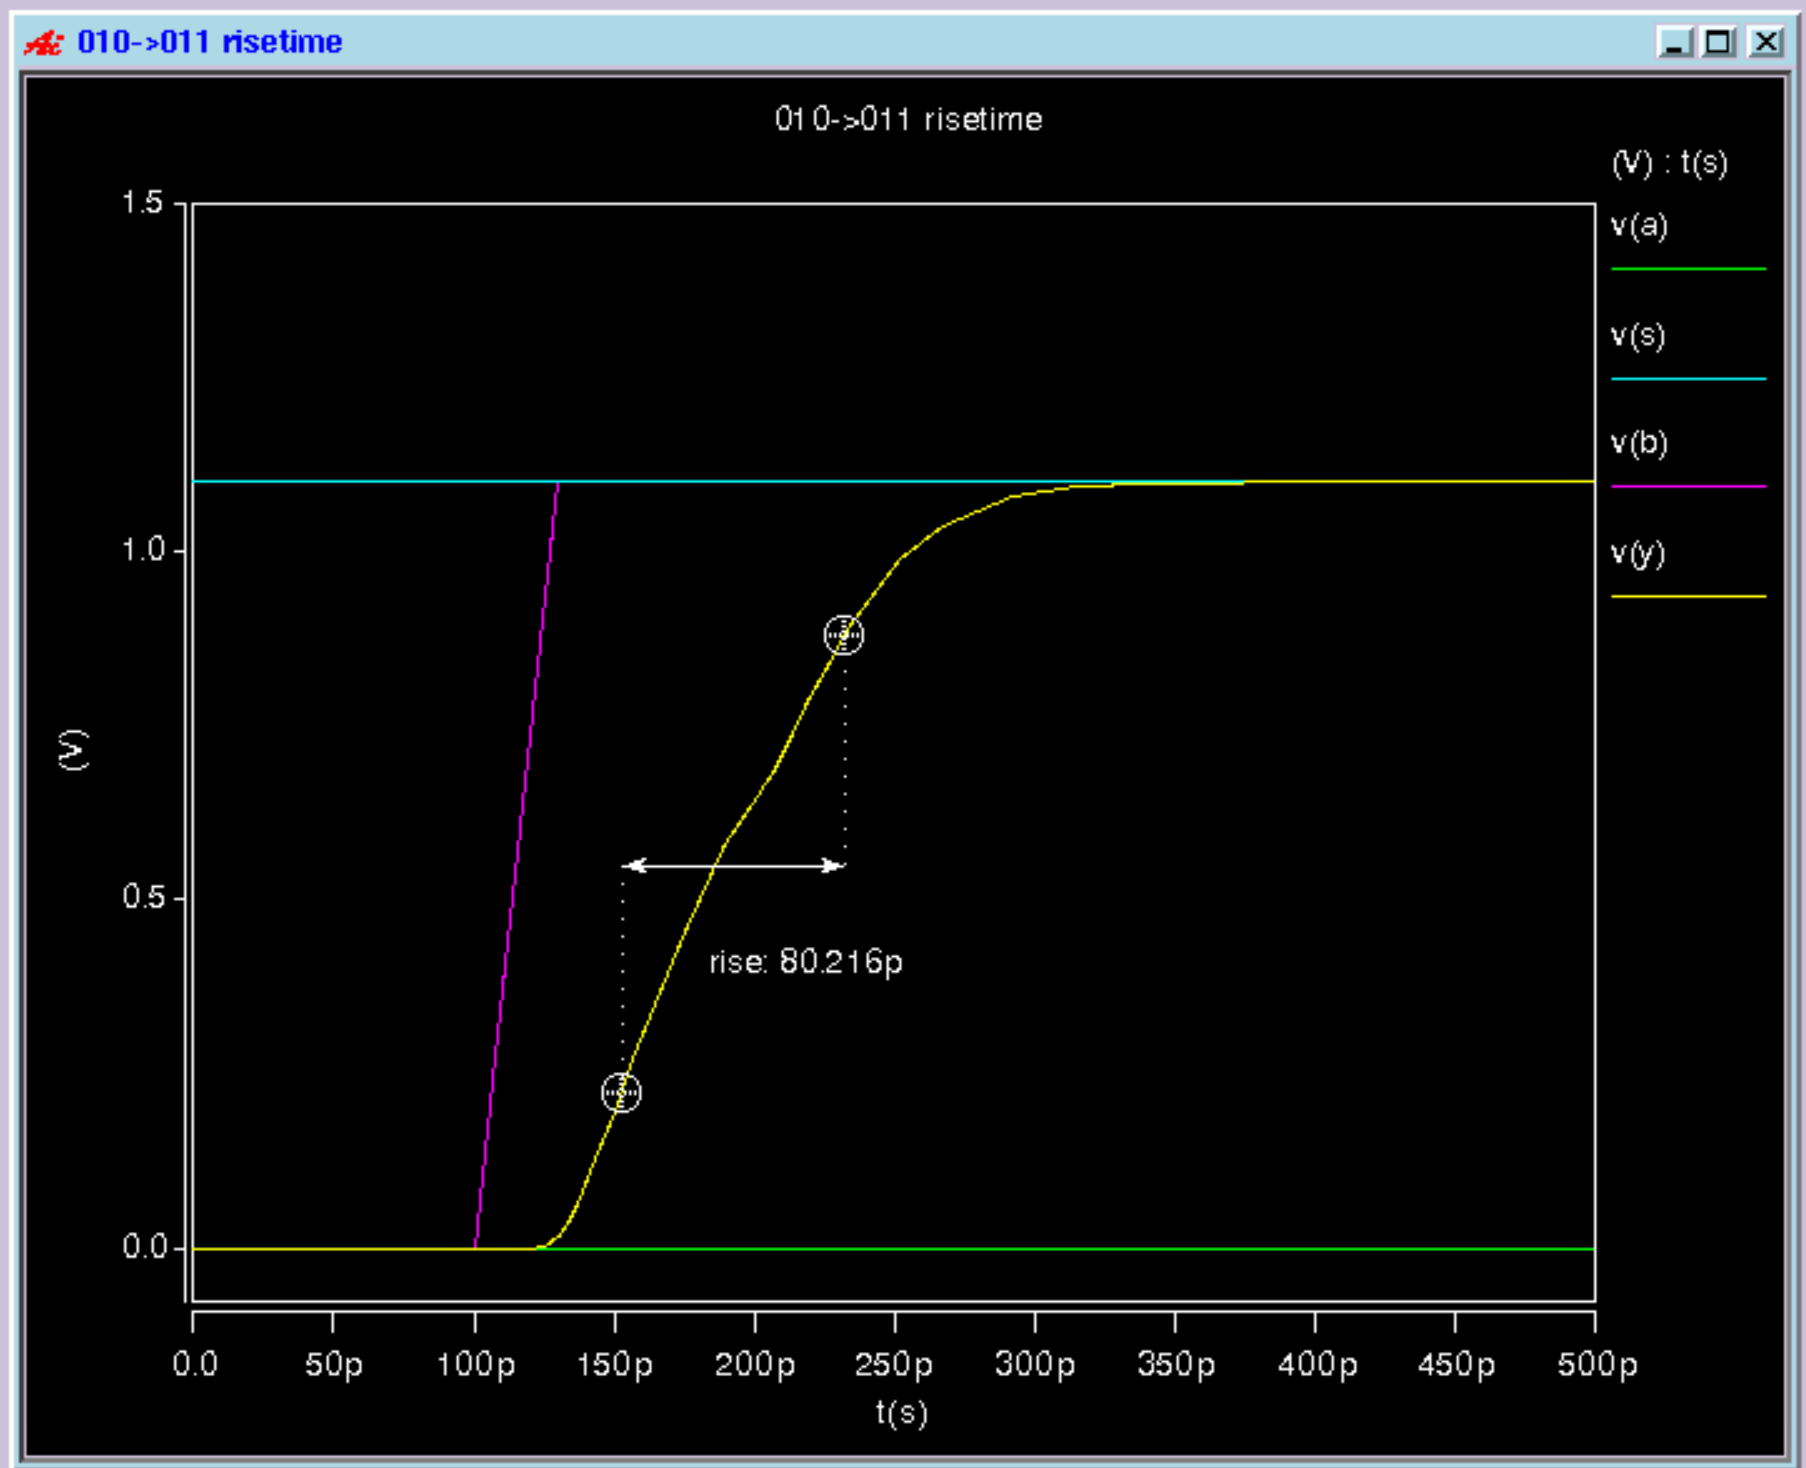 010->011 risetime
010->011 risetime
(V) : t(s)
v(a)
v(s)
v(b)
v(y)
1.5
1.0
0.5
0.0
(V)
rise: 80.216p
0.0 50p 100p 150p 200p 250p 300p 350p 400p 450p 500p
t(s)